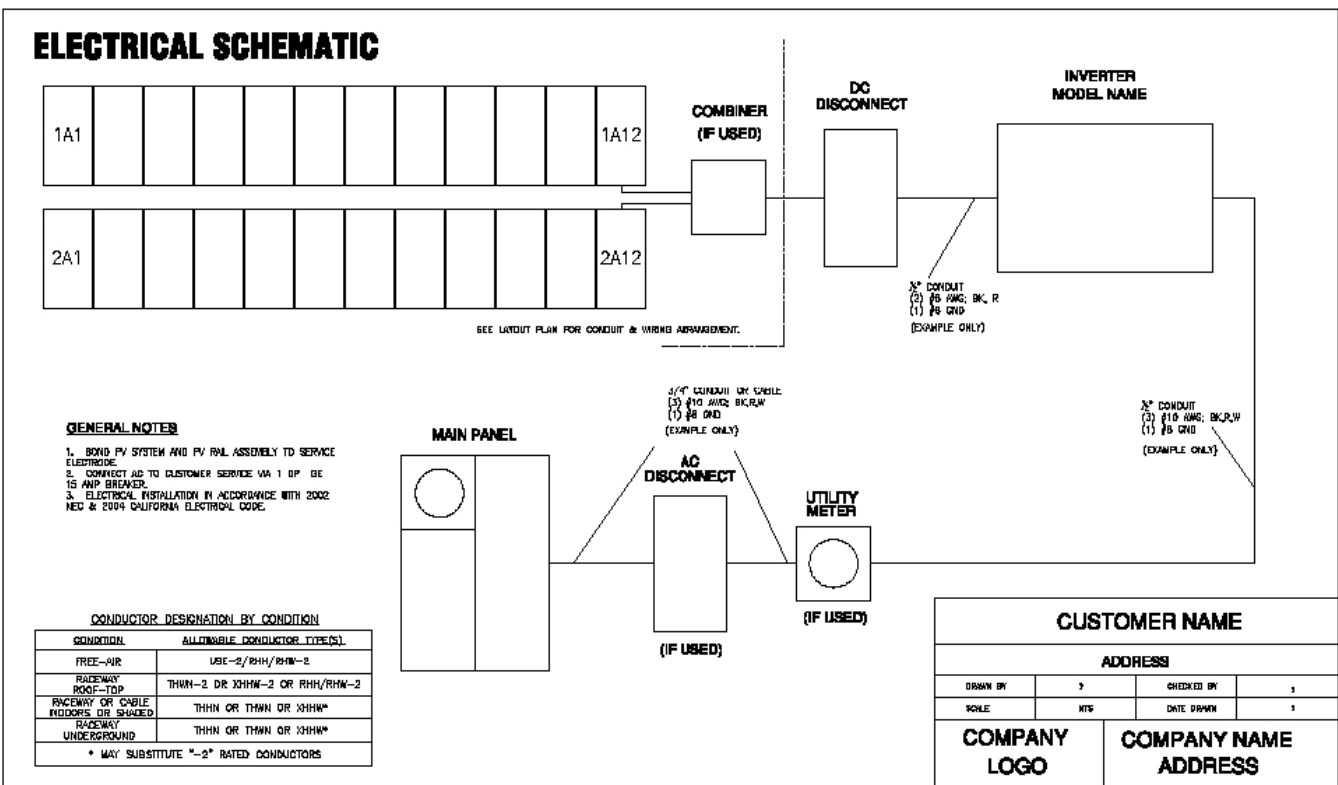 ELECTRICAL SCHEMATIC
1A1
1A12
2A1
2A12
COMBINER
(IF USED)
DC
DISCONNECT
INVERTER
MODEL NAME
½" CONDUIT
(1) #8 GND
(EXAMPLE ONLY)
SEE LAYOUT PLAN FOR CONDUIT & WIRING ARRANGEMENT.
3/4" CONDUIT OR CABLE
(3) #10 AWG; BK,R,W
(1) #8 GND
(EXAMPLE ONLY)
½" CONDUIT
(3) #10 AWG; BK,R,W
(1) #8 GND
(EXAMPLE ONLY)
GENERAL NOTES
1. BOND PV SYSTEM AND PV RAIL ASSEMBLY TO SERVICE
ELECTRODE.
2. CONNECT AC TO CUSTOMER SERVICE VIA 1
15 AMP BREAKER.
3. ELECTRICAL INSTALLATION IN ACCORDANCE WITH 2002
NEC & 2004 CALIFORNIA ELECTRICAL CODE.
MAIN PANEL
AC
DISCONNECT
(IF USED)
UTILITY
METER
(IF USED)
CONDUCTOR DESIGNATION BY CONDITION
CONDITION ALLOWABLE CONDUCTOR TYPE(S)
FREE-AIR USE-2/RHH/RHW-2
RACEWAY
ROOF-TOP THWN-2 OR XHHW-2 OR RHH/RHW-2
RACEWAY OR CABLE
INDOORS OR SHADED THHN OR THWN OR XHHW*
RACEWAY
UNDERGROUND THHN OR THWN OR XHHW*
* MAY SUBSTITUTE "-2" RATED CONDUCTORS
CUSTOMER NAME
ADDRESS
DRAWN BY ? CHECKED BY
SCALE NTS DATE DRAWN
COMPANY
LOGO
COMPANY NAME
ADDRESS